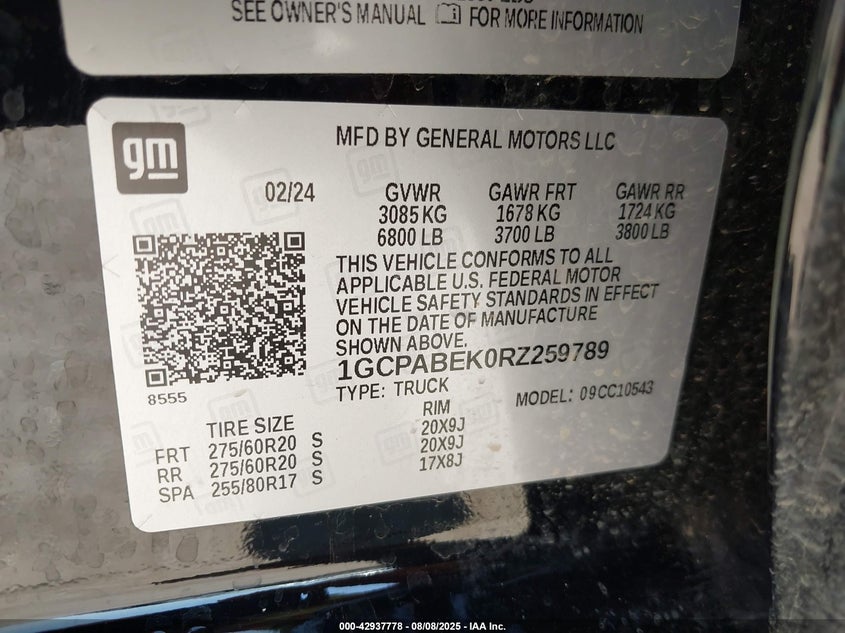 SEE OWNER'S MANUAL FOR MORE INFORMATION
gm
MFD BY GENERAL MOTORS LLC
02/24 GVWR GAWR FRT GAWR RR
3085 KG 1678 KG 1724 KG
6800 LB 3700 LB 3800 LB
THIS VEHICLE CONFORMS TO ALL
APPLICABLE U.S. FEDERAL MOTOR
VEHICLE SAFETY STANDARDS IN EFFECT
ON THE DATE OF MANUFACTURE
SHOWN ABOVE.
1GCPABEK0RZ259789
8555
TYPE: TRUCK MODEL: 09CC10543
TIRE SIZE RIM
FRT 275/60R20 S 20X9J
RR 275/60R20 S 20X9J
SPA 255/80R17 S 17X8J
000-42937778 - 08/08/2025 - IAA Inc.